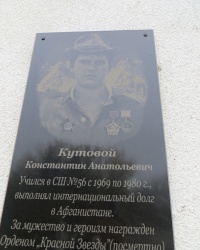 Кутовой
Константин Анатольевич
Учился в СШ №56 с 1969 по 1980 г.,
выполнял интернациональный долг
в Афганистане.
За мужество и героизм награжден
Орденом „Красной Звезды"(посмертно)